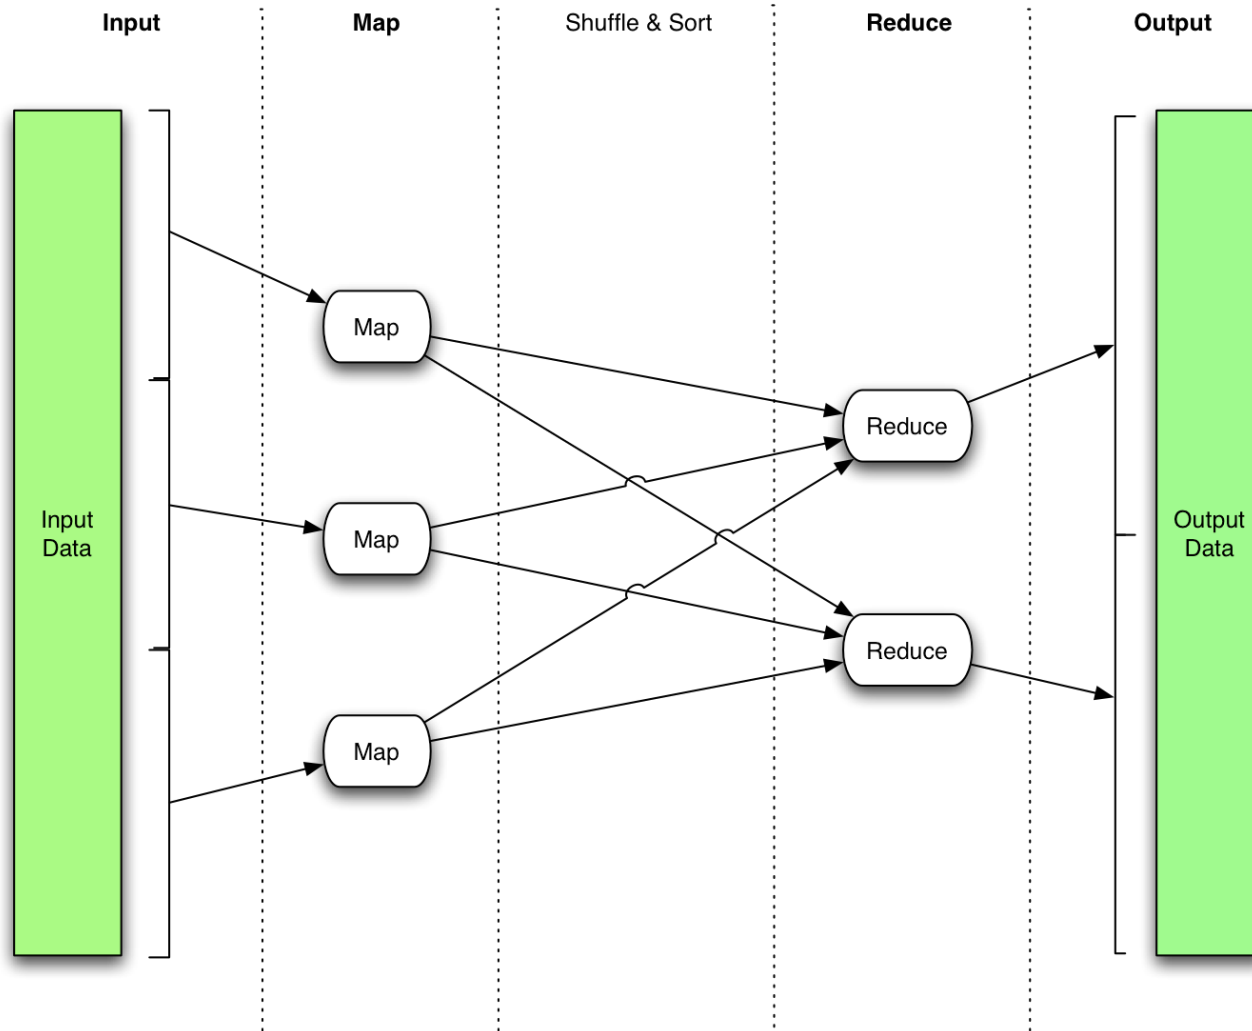 Input
Map
Shuffle & Sort
Reduce
Output
Input
Data
Map
Map
Map
Reduce
Reduce
Output
Data